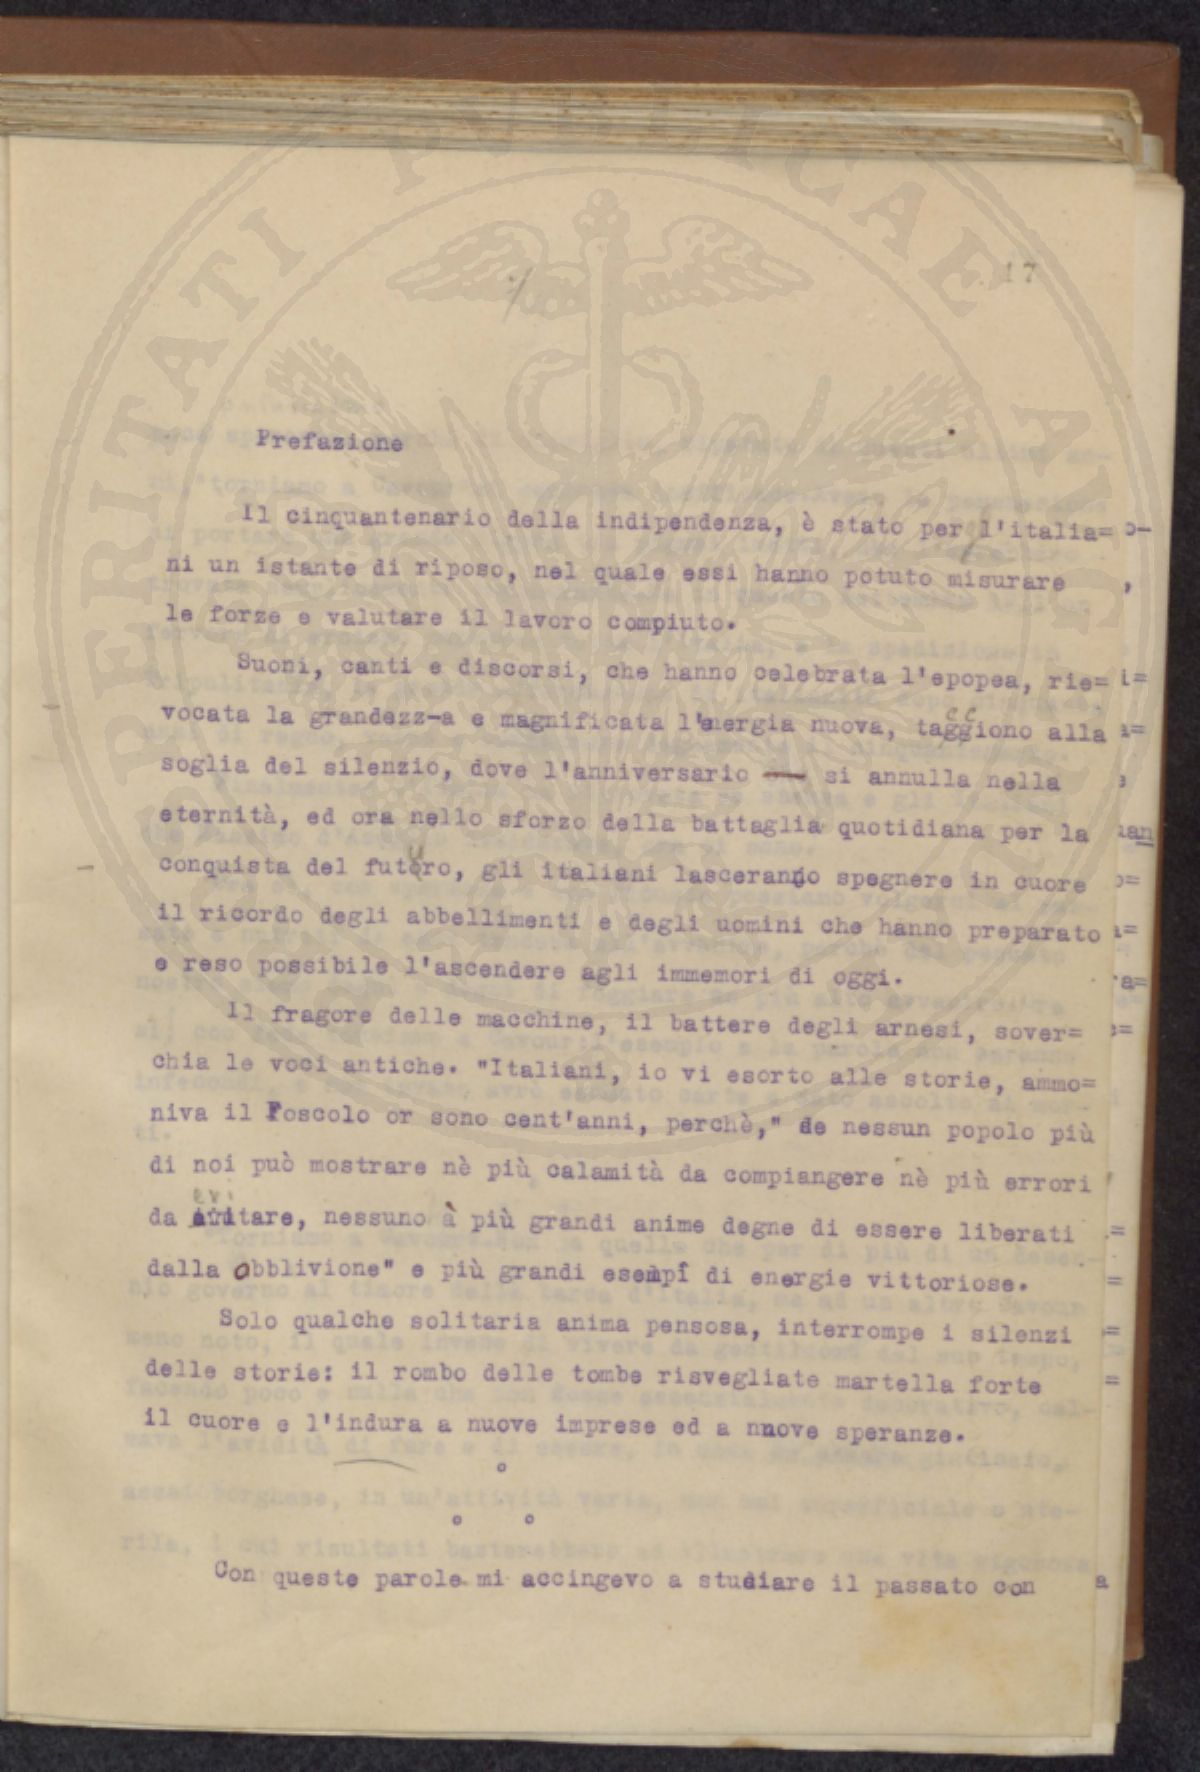 PROSPERITATI PUBLICAE AUGENDAE
17
Prefazione
Il cinquantenario della indipendenza, è stato per l'italia=
ni un istante di riposo, nel quale essi hanno potuto misurare
le forze e valutare il lavoro compiuto.
Suoni, canti e discorsi, che hanno celebrata l'epopea, rie=
vocata la grandezz-a e magnificata l'energia nuova, tacciono alla
soglia del silenzio, dove l'anniversario si annulla nella
eternità, ed ora nello sforzo della battaglia quotidiana per la
conquista del futuro, gli italiani lasceranno spegnere in cuore
il ricordo degli abbellimenti e degli uomini che hanno preparato
e reso possibile l'ascendere agli immemori di oggi.
Il fragore delle macchine, il battere degli arnesi, sover=
chia le voci antiche. "Italiani, io vi esorto alle storie, ammo=
niva il Foscolo or sono cent'anni, perchè," se nessun popolo più
di noi può mostrare nè più calamità da compiangere nè più errori
da evitare, nessuno à più grandi anime degne di essere liberati
dalla obblivione" e più grandi esempî di energie vittoriose.
Solo qualche solitaria anima pensosa, interrompe i silenzi
delle storie: il rombo delle tombe risvegliate martella forte
il cuore e l'indura a nuove imprese ed a nnove speranze.
o
o o
Con queste parole mi accingevo a studiare il passato con